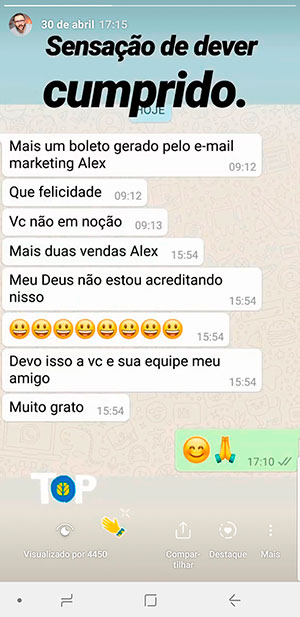 30 de abril 17:15
Sensação de dever
cumprido.
HOJE
Mais um boleto gerado pelo e-mail
marketing Alex
09:12
Que felicidade 09:12
Vc não em noção 09:13
Mais duas vendas Alex 15:54
Meu Deus não estou acreditando
nisso
15:54
😃😃😃😃😃😃😃😃 15:54
Devo isso a vc e sua equipe meu
amigo
15:54
Muito grato 15:54
😊🙏
17:10
TOP
Visualizado por 4450
Compar-
tilhar
Destaque
Mais